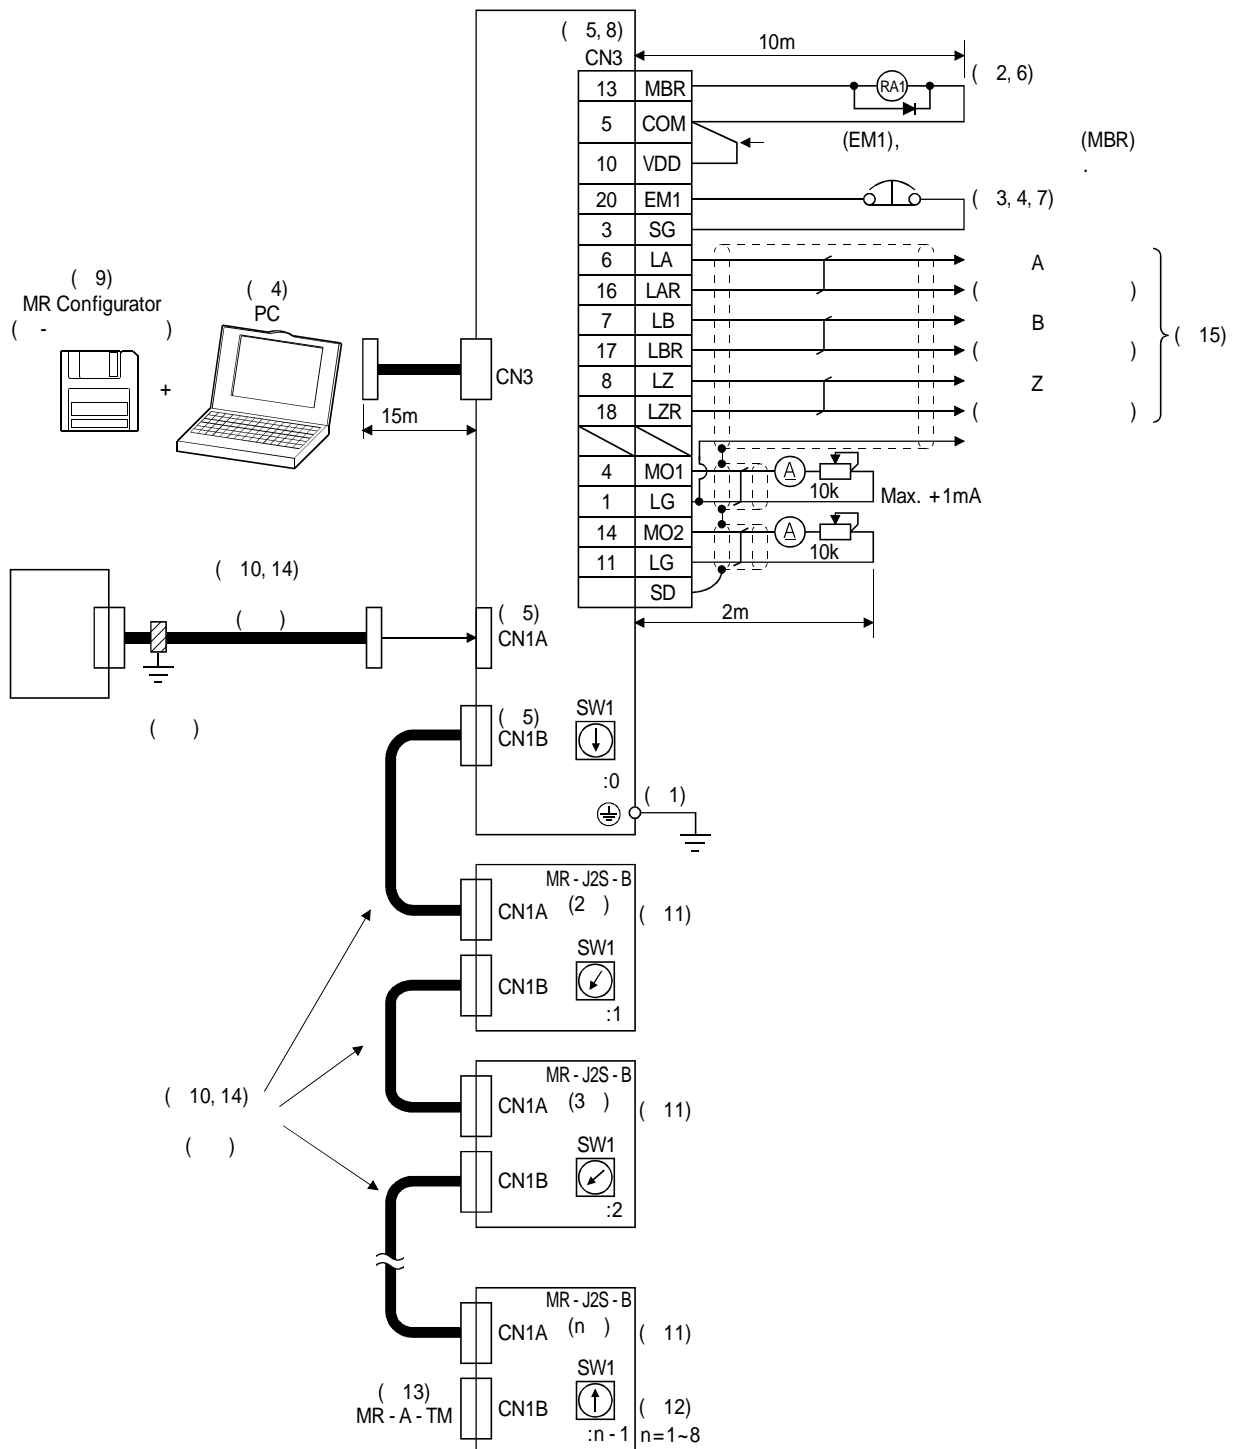 ( 5, 8)
CN3
10m
13 MBR
RA1
( 2, 6)
5 COM
(EM1), (MBR)
.
10 VDD
20 EM1
( 3, 4, 7)
3 SG
6 LA
A
16 LAR
( )
7 LB
B
17 LBR
( )
( 15)
8 LZ
Z
18 LZR
( )
4 MO1
A
10k
1 LG
Max. +1mA
14 MO2
A
10k
11 LG
SD
2m
( 9)
MR Configurator
( - )
+
( 4)
PC
15m
CN3
( 10, 14)
( )
( 5)
CN1A
( )
( 5)
CN1B
SW1
:0
( 1)
MR - J2S - B
(2 )
CN1A
( 11)
SW1
CN1B
:1
MR - J2S - B
(3 )
CN1A
( 11)
( 10, 14)
( )
SW1
CN1B
:2
MR - J2S - B
(n )
CN1A
( 11)
SW1
( 13)
MR - A - TM
CN1B
( 12)
:n - 1
n=1~8